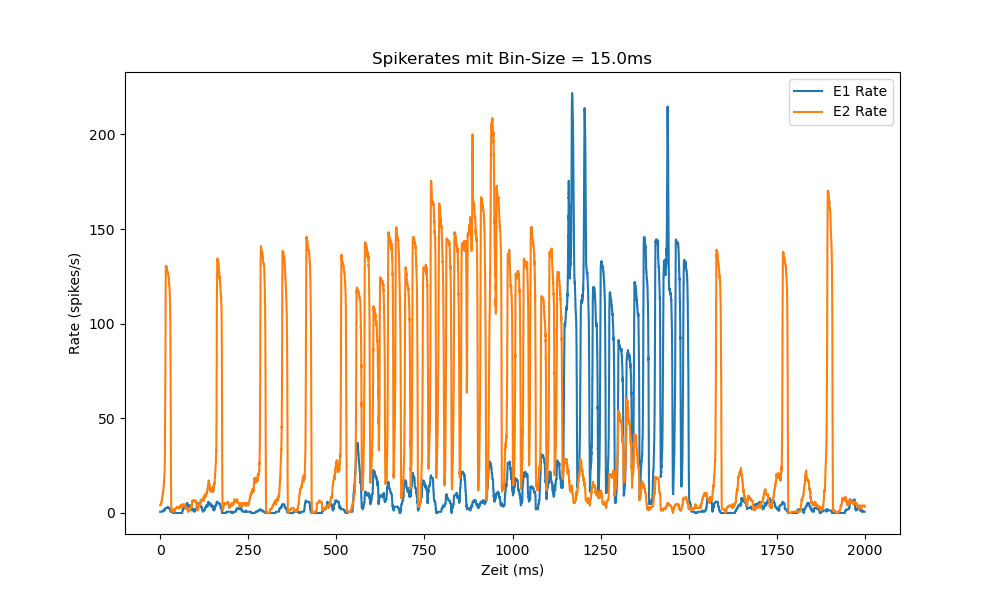 Spikerates mit Bin-Size = 15.0ms
E1 Rate
E2 Rate
Rate (spikes/s)
200
150
100
50
0
0 250 500 750 1000 1250 1500 1750 2000
Zeit (ms)